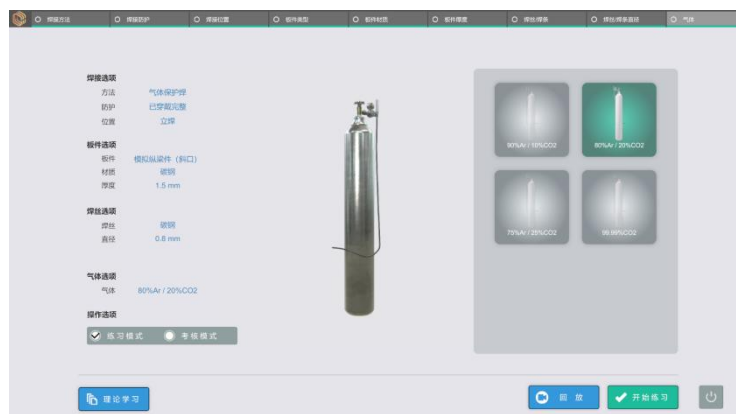 焊接方法 焊接防护 焊接位置 板件类型 板件材质 板件厚度 焊丝/焊条 焊丝/焊条直径 气体
焊接选项
方法 气体保护焊
防护 已穿戴完整
位置 立焊
板件选项
板件 模拟纵梁件（斜口）
材质 碳钢
厚度 1.5 mm
焊丝选项
焊丝 碳钢
直径 0.8 mm
气体选项
气体 80%Ar / 20%CO2
操作选项
练习模式 考核模式
90%Ar / 10%CO2
80%Ar / 20%CO2
75%Ar / 25%CO2
99.99%CO2
理论学习
回放
开始练习